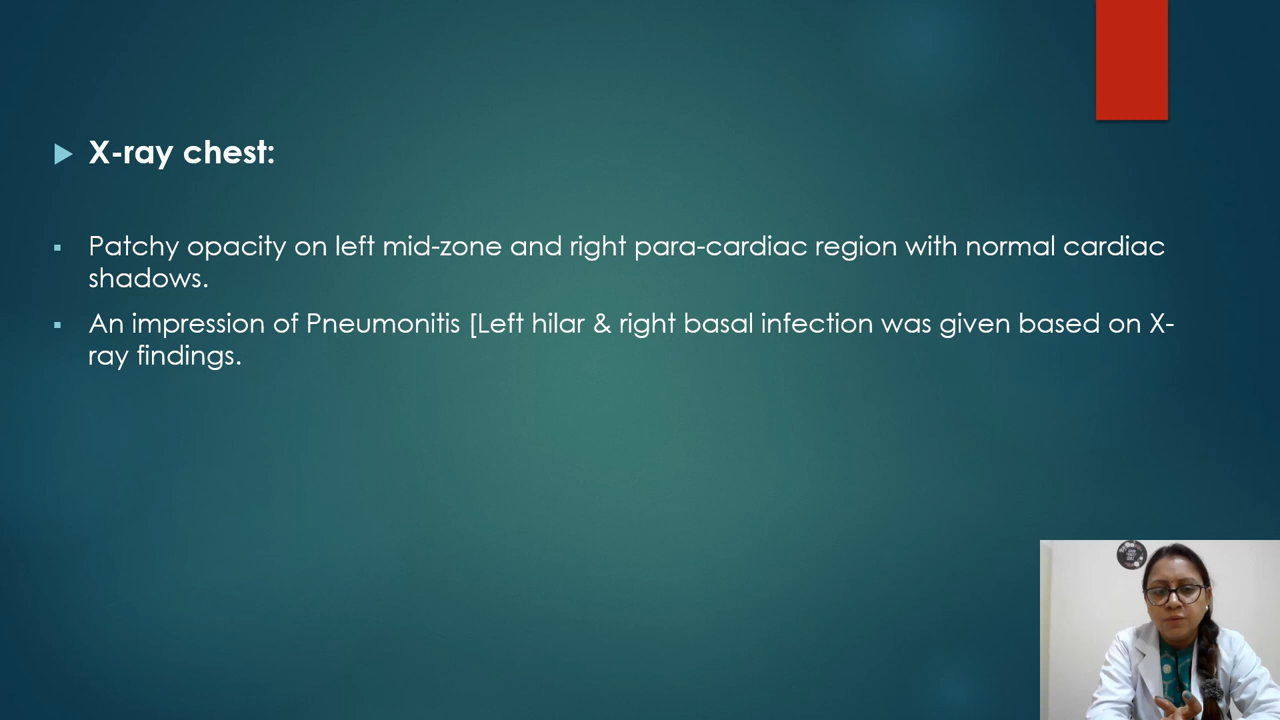 X-ray chest:
Patchy opacity on left mid-zone and right para-cardiac region with normal cardiac
shadows.
An impression of Pneumonitis [Left hilar & right basal infection was given based on X-
ray findings.